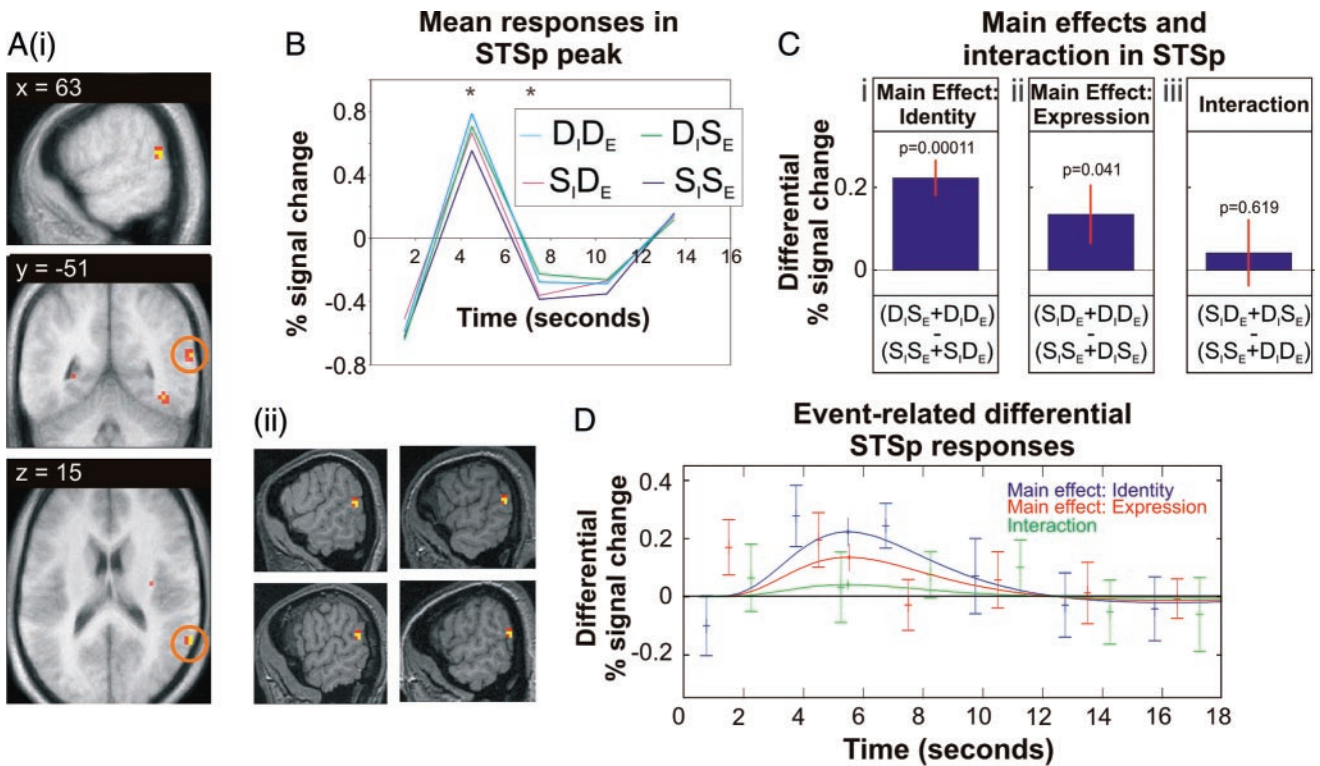 A(i)
x = 63
y = -51
z = 15
(ii)
B
Mean responses in
STSp peak
% signal change
0.8
0.4
0
-0.4
-0.8
* *
DIDE DISE
SIDE SISE
2 4 6 8 10 12 14 16
Time (seconds)
C
Main effects and
interaction in STSp
Differential
% signal change
0.2
0
i
Main Effect:
Identity
p=0.00011
(DISE+DIDE)
-
(SISE+SIDE)
ii
Main Effect:
Expression
p=0.041
(SIDE+DIDE)
-
(SISE+DISE)
iii
Interaction
p=0.619
(SIDE+DISE)
-
(SISE+DIDE)
D
Event-related differential
STSp responses
Differential
% signal change
0.4
0.2
0
-0.2
Main effect: Identity
Main effect: Expression
Interaction
0 2 4 6 8 10 12 14 16 18
Time (seconds)